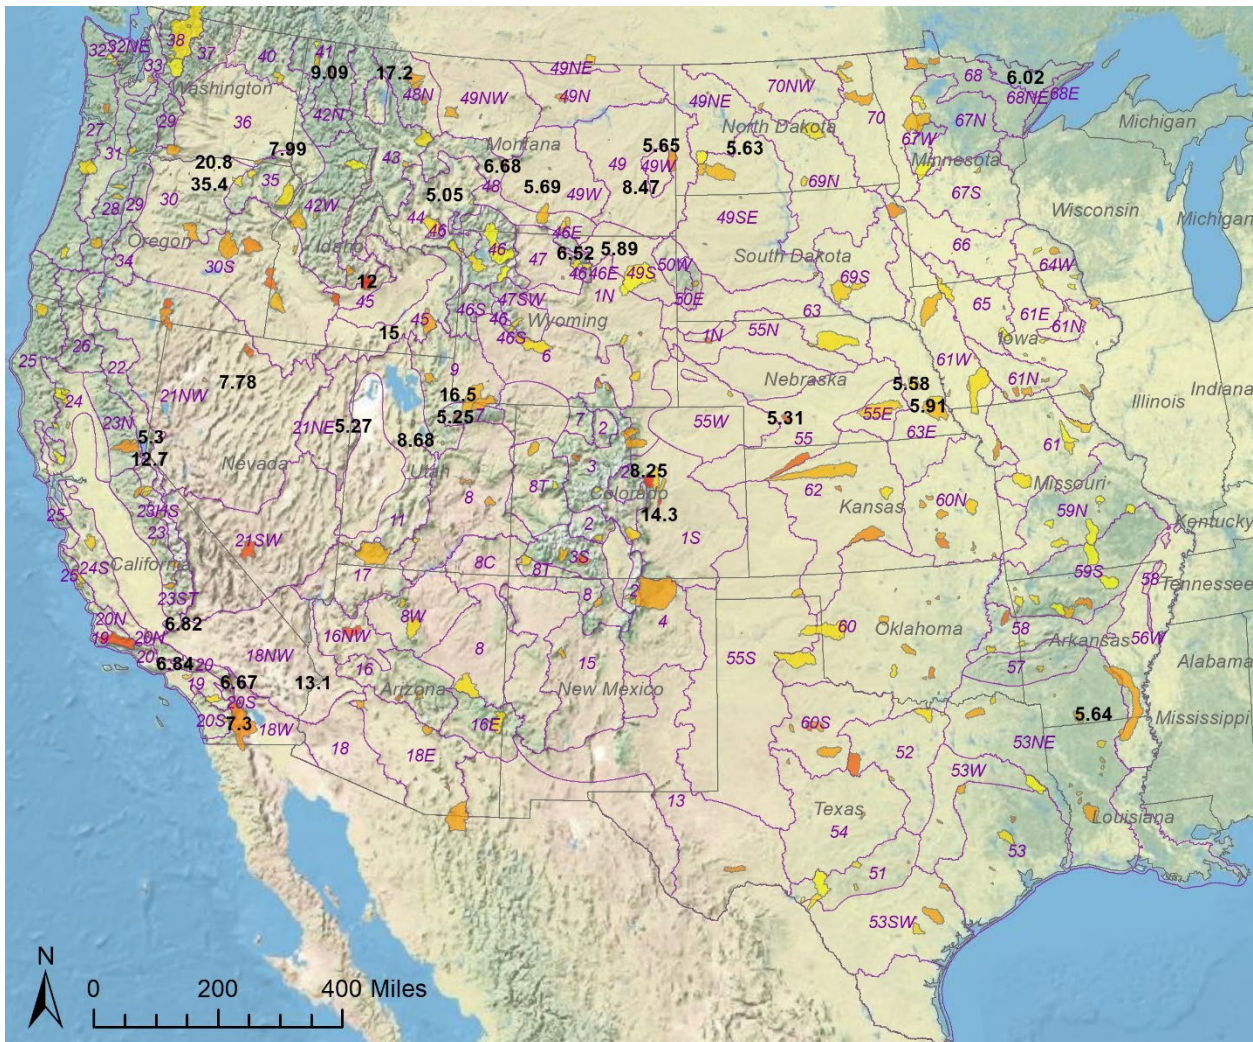 38
32
32NE
37
40
41
33
9.09
17.2
Washington
48N
49NW
49NE
49N
49NE
70NW
70
68
6.02
68NE
68E
Michigan
27
29
36
42N
Montana
North Dakota
67W
67N
31
7.99
43
6.68
5.65
5.63
Minnesota
20.8
35.4
35
48
49
49W
5.05
5.69
49W
8.47
69N
67S
28
29
30
42W
44
46
49SE
Wisconsin
Michigan
Oregon
Idaho
46E
34
30S
46
47
6.52
5.89
South Dakota
66
50W
64W
12
46
46E
49S
69S
45
1N
50E
47SW
46S
46
Wyoming
63
65
61E
45
15
46S
1N
55N
61N
26
25
6
Iowa
22
9
61W
7.78
Nebraska
5.58
61N
Indiana
24
21NW
16.5
5.91
Illinois
23N
21NE
5.27
5.25
7
7
2
55W
5.31
55E
63E
5.3
8.68
55
61
12.7
Nevada
Utah
3
2
8.25
Missouri
8T
Colorado
62
Kansas
60N
8
25
23HS
14.3
59N
Kentucky
23
11
2
21SW
1S
California
24S
8C
8T
3S
59S
58
Tennessee
25
17
23ST
8
2
20N
6.82
8W
4
60
Oklahoma
58
19
20N
16NW
Arkansas
56W
20
6.84
20
18NW
16
8
15
55S
57
Alabama
19
6.67
13.1
Arizona
New Mexico
20S
20S
7.3
18W
16E
60S
5.64
Mississippi
18
18E
52
53NE
53W
13
Texas
Louisiana
54
53
51
53SW
N
0 200 400 Miles